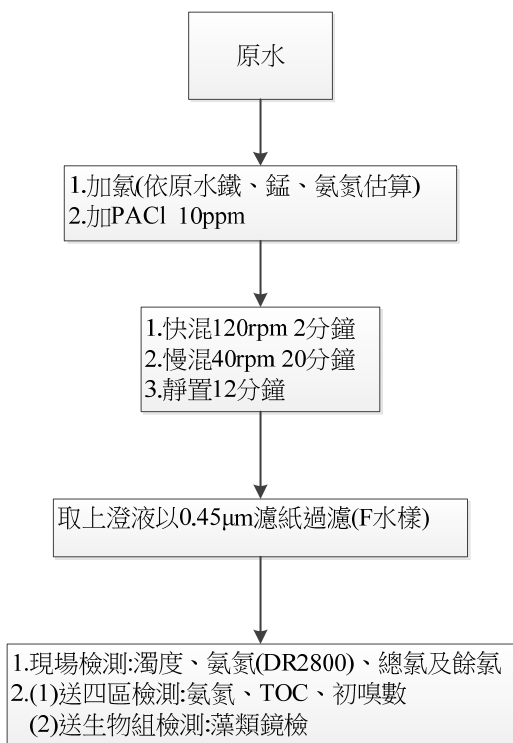 原水
1.加氯(依原水鐵、錳、氨氮估算)
2.加PACl 10ppm
1.快混120rpm 2分鐘
2.慢混40rpm 20分鐘
3.靜置12分鐘
取上澄液以0.45μm濾紙過濾(F水樣)
1.現場檢測:濁度、氨氮(DR2800)、總氯及餘氯
2.(1)送四區檢測:氨氮、TOC、初嗅數
(2)送生物組檢測:藻類鏡檢